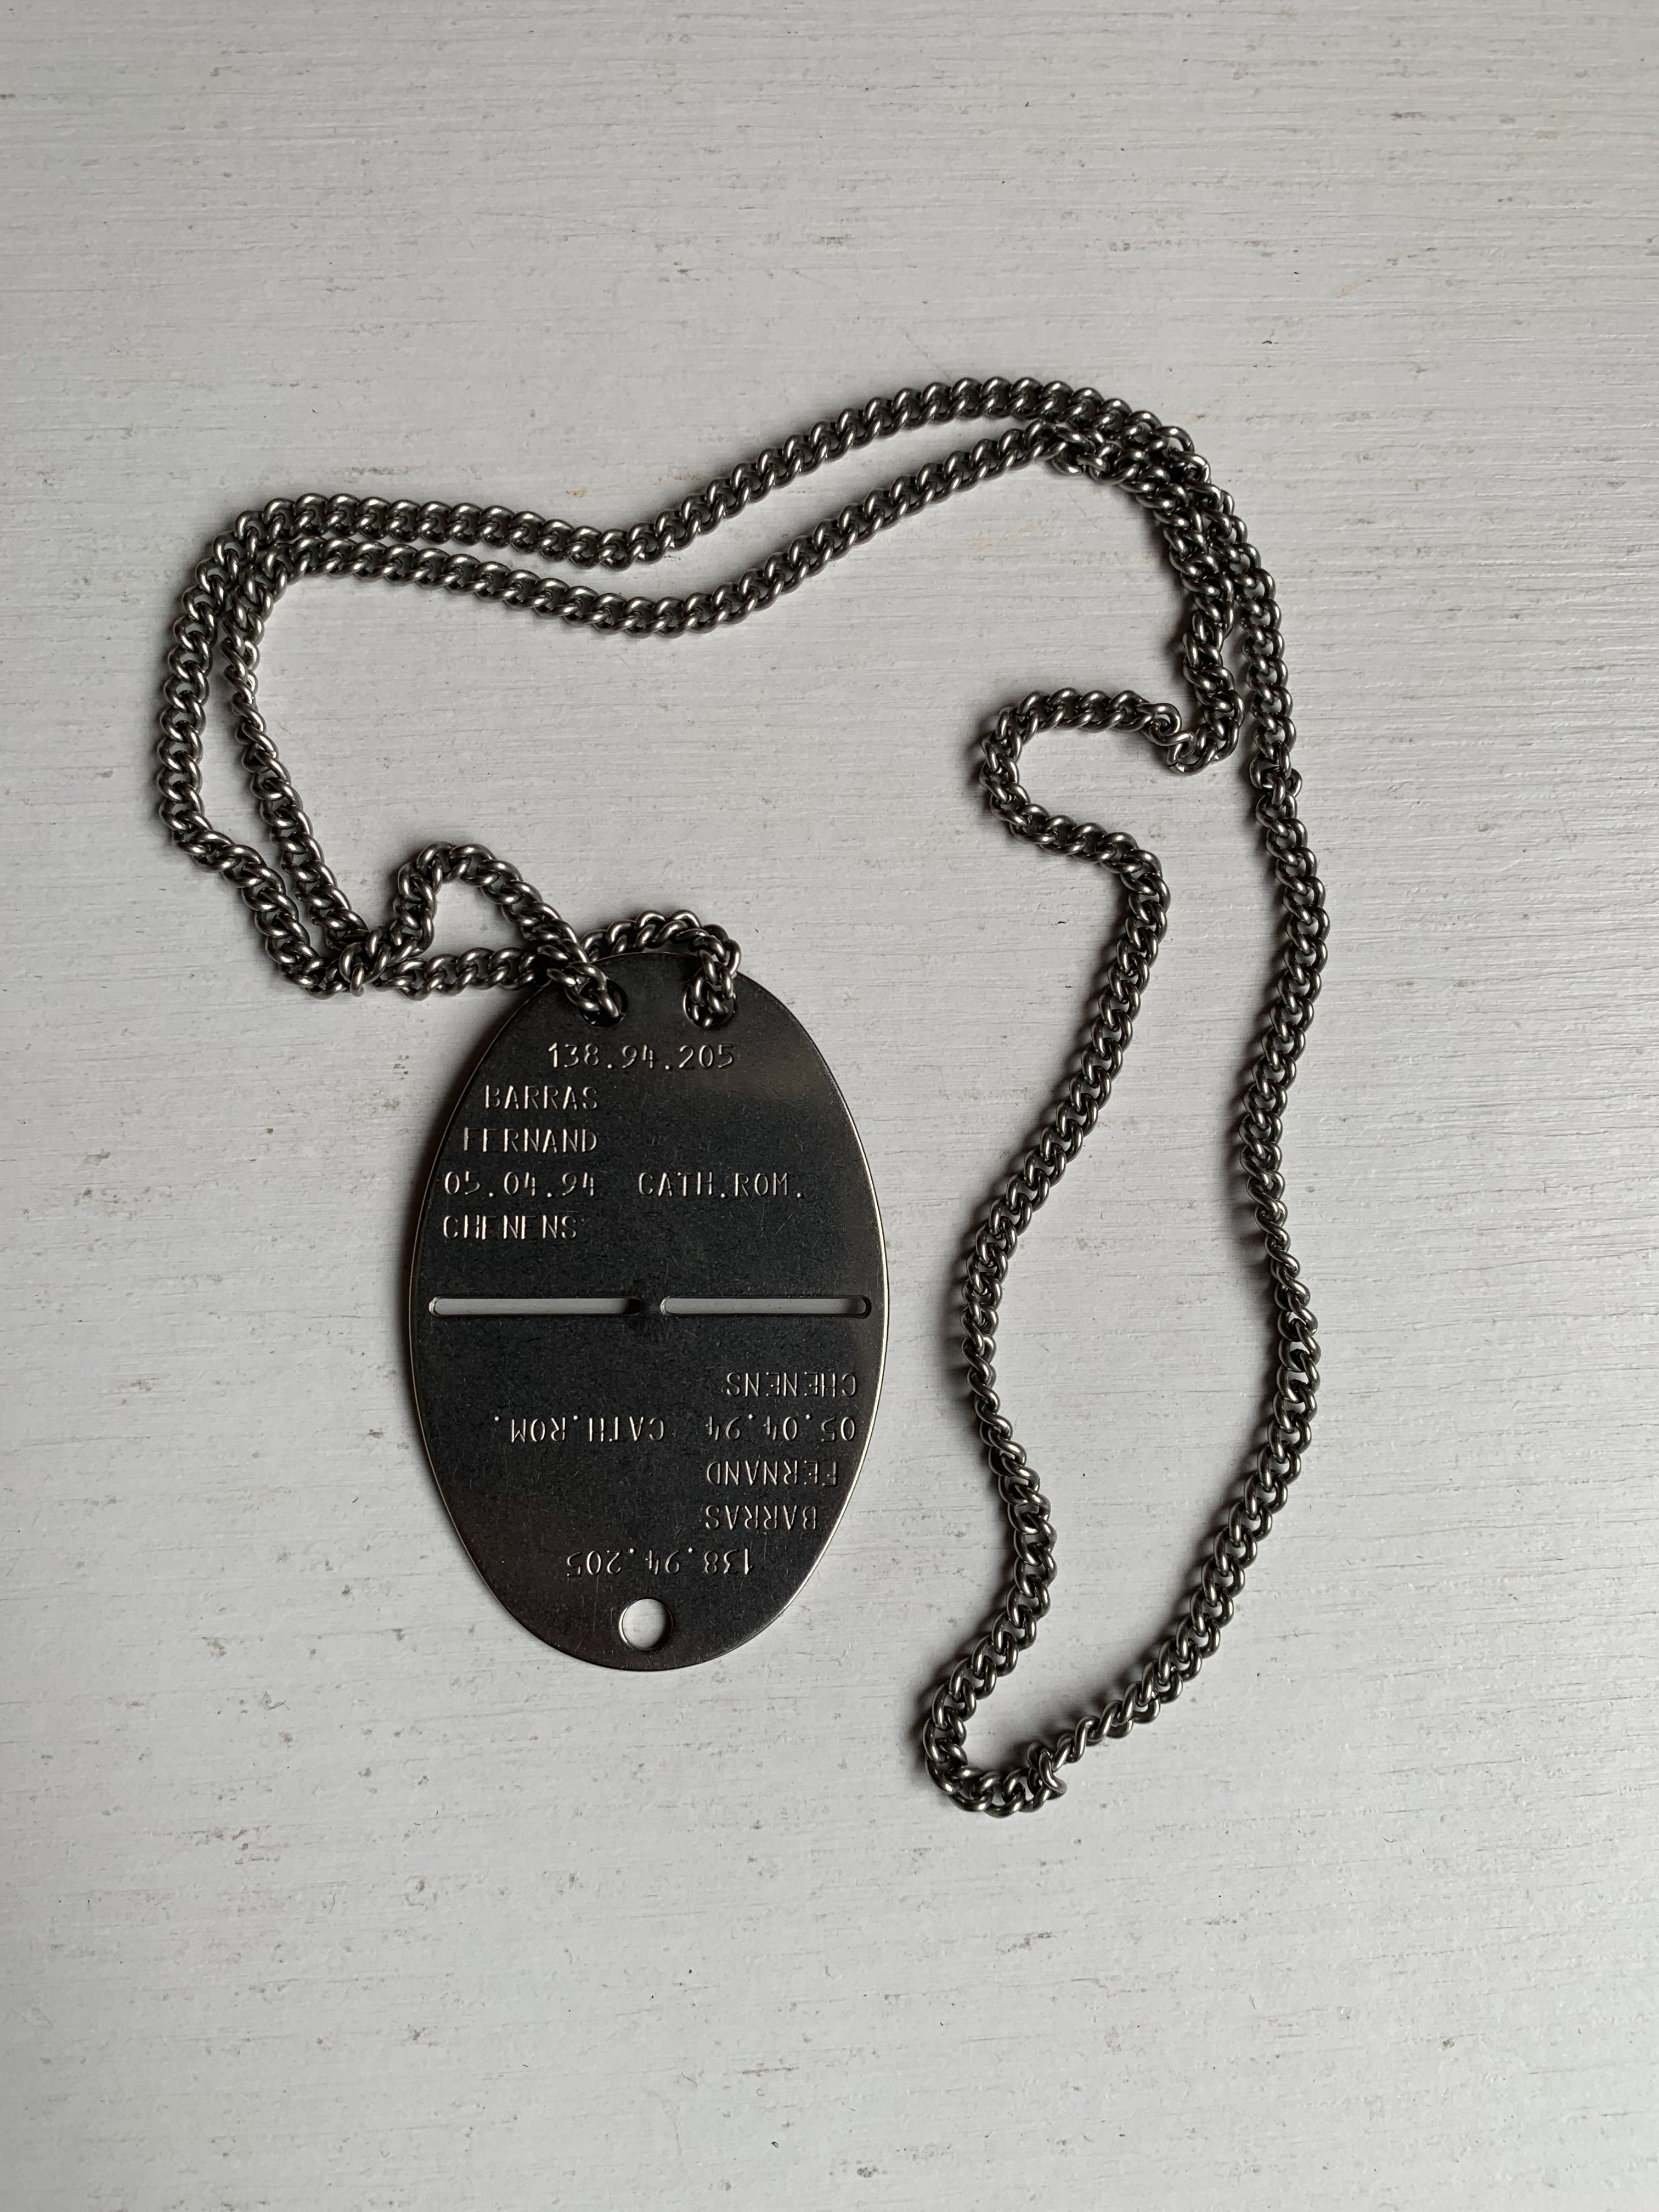 138.94.205
BARRAS
FERNAND
05.04.94 CATH.ROM.
CHENENS
138.94.205
BARRAS
FERNAND
05.04.94 CATH.ROM.
CHENENS